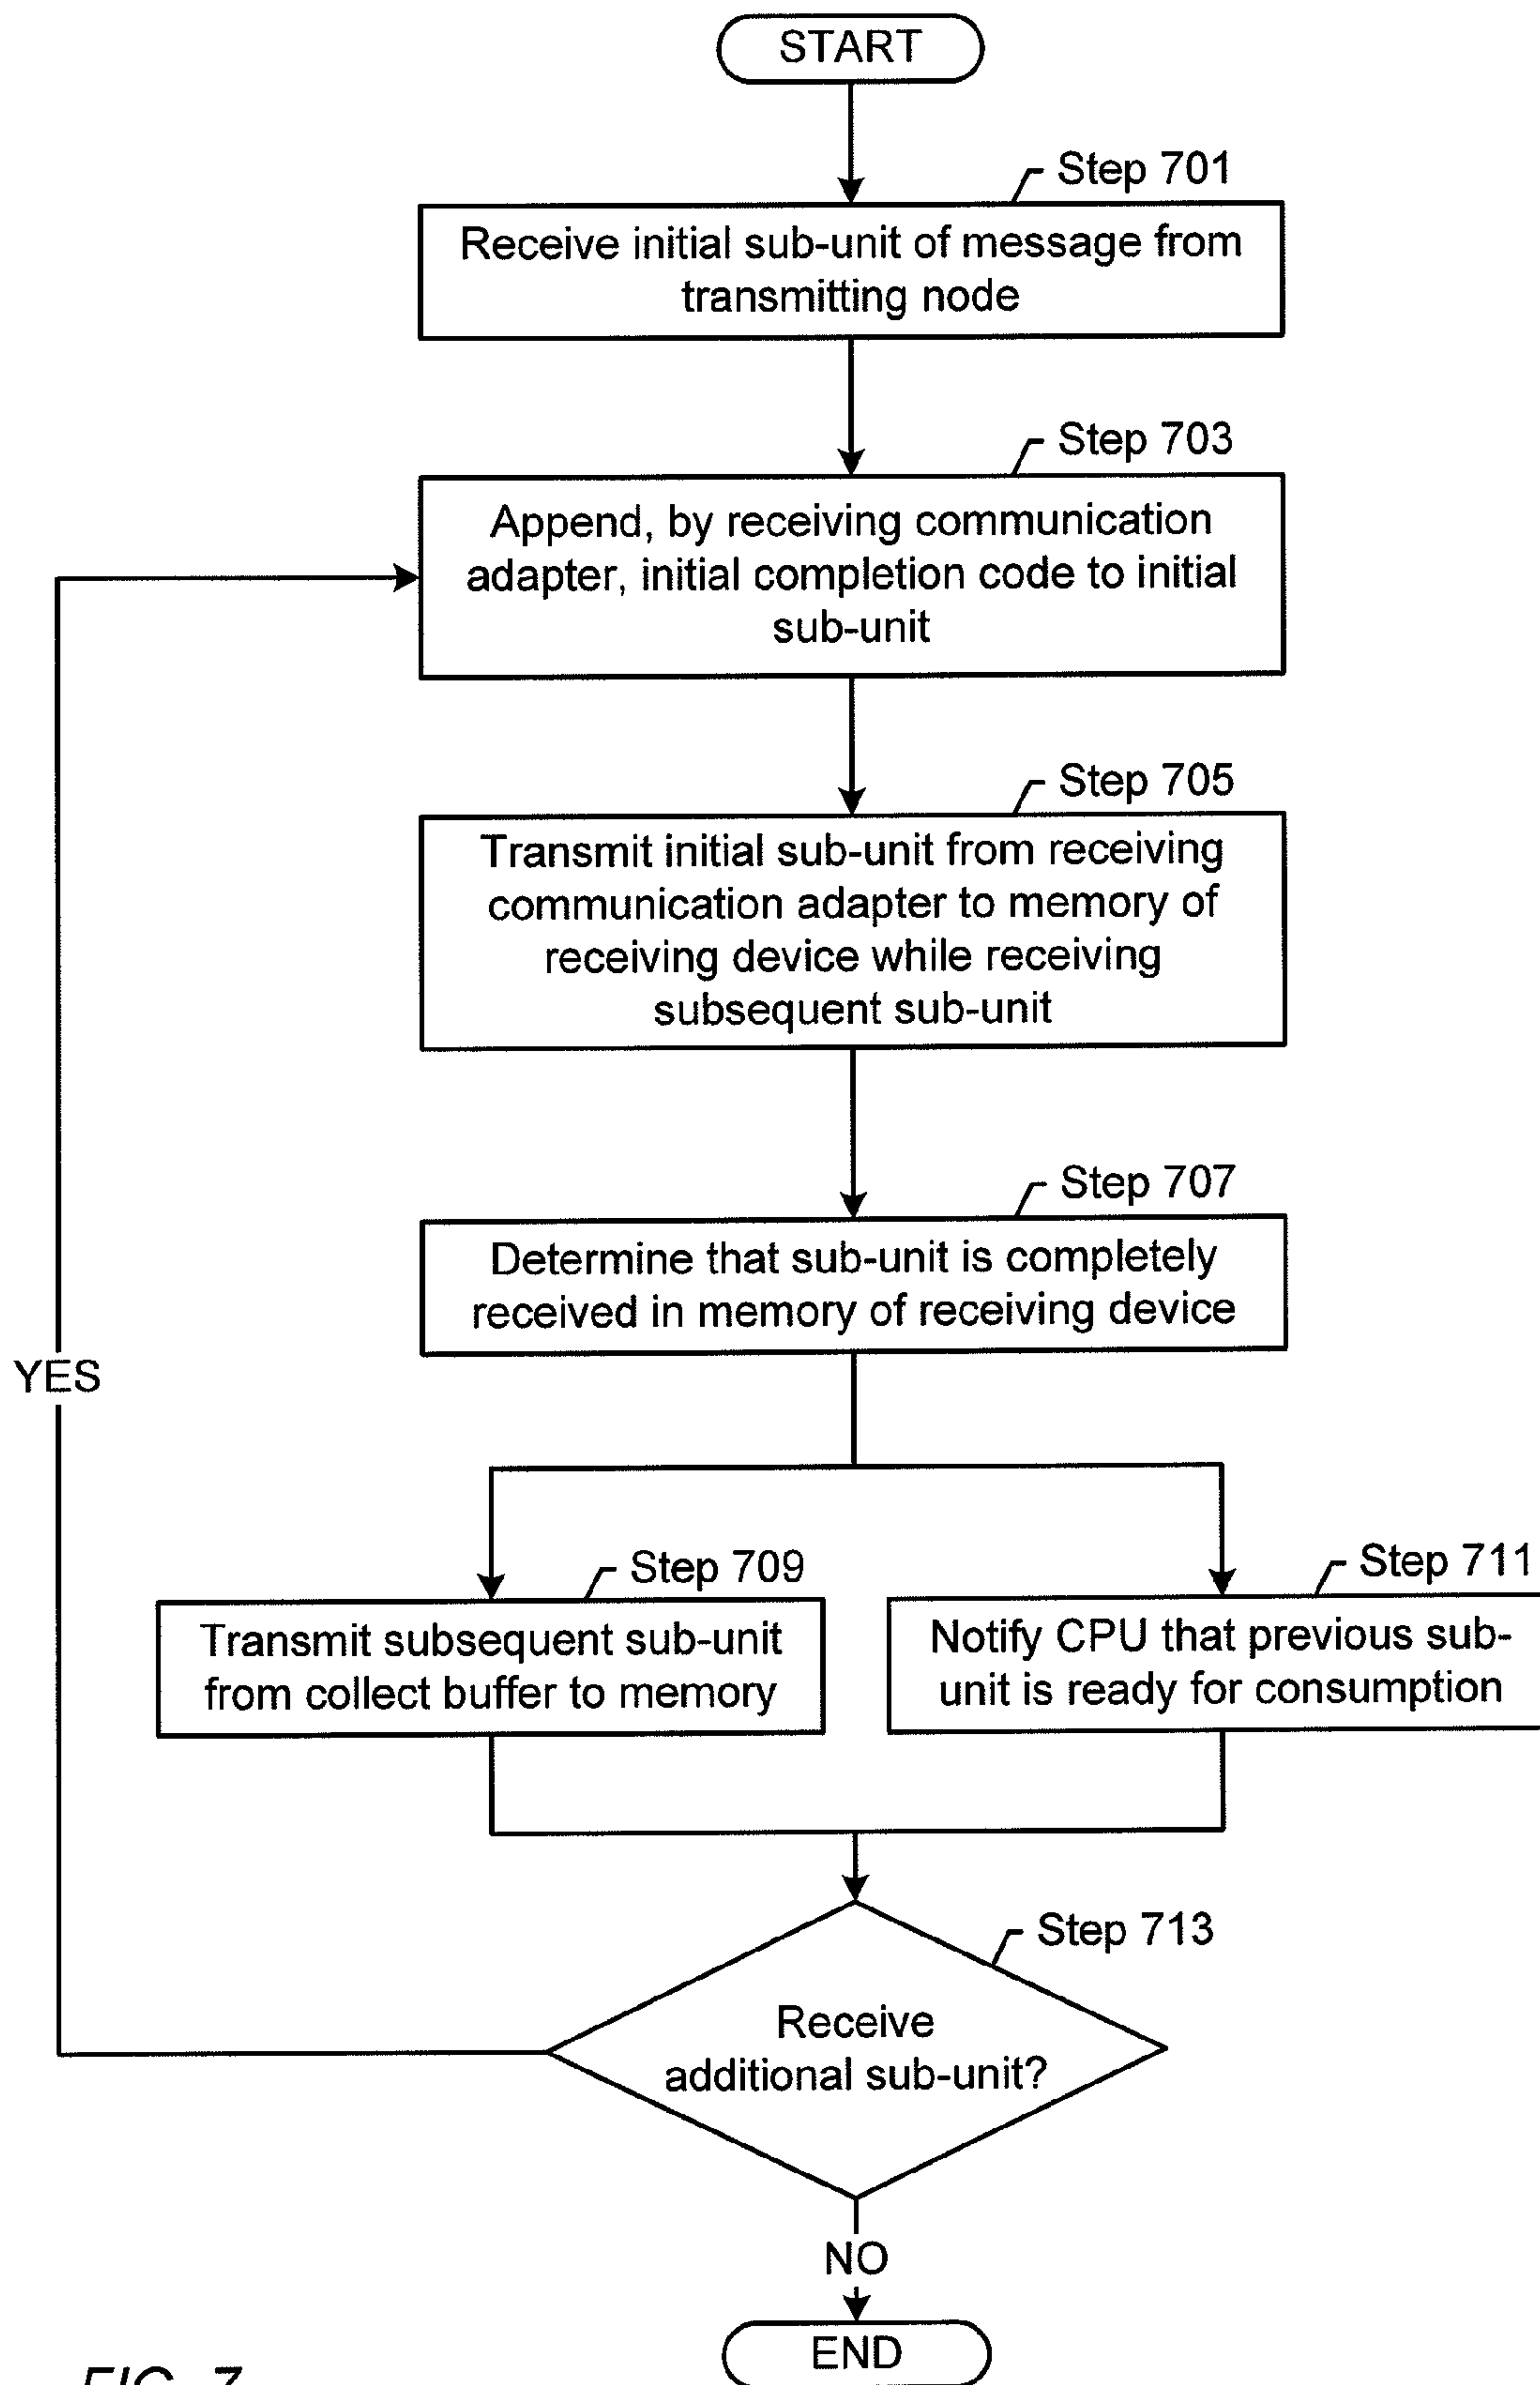 START
Step 701
Receive initial sub-unit of message from
transmitting node
Step 703
Append, by receiving communication
adapter, initial completion code to initial
sub-unit
Step 705
Transmit initial sub-unit from receiving
communication adapter to memory of
receiving device while receiving
subsequent sub-unit
Step 707
Determine that sub-unit is completely
received in memory of receiving device
YES
Step 709
Transmit subsequent sub-unit
from collect buffer to memory
Step 711
Notify CPU that previous sub-
unit is ready for consumption
Step 713
Receive
additional sub-unit?
NO
END
FIG. 7